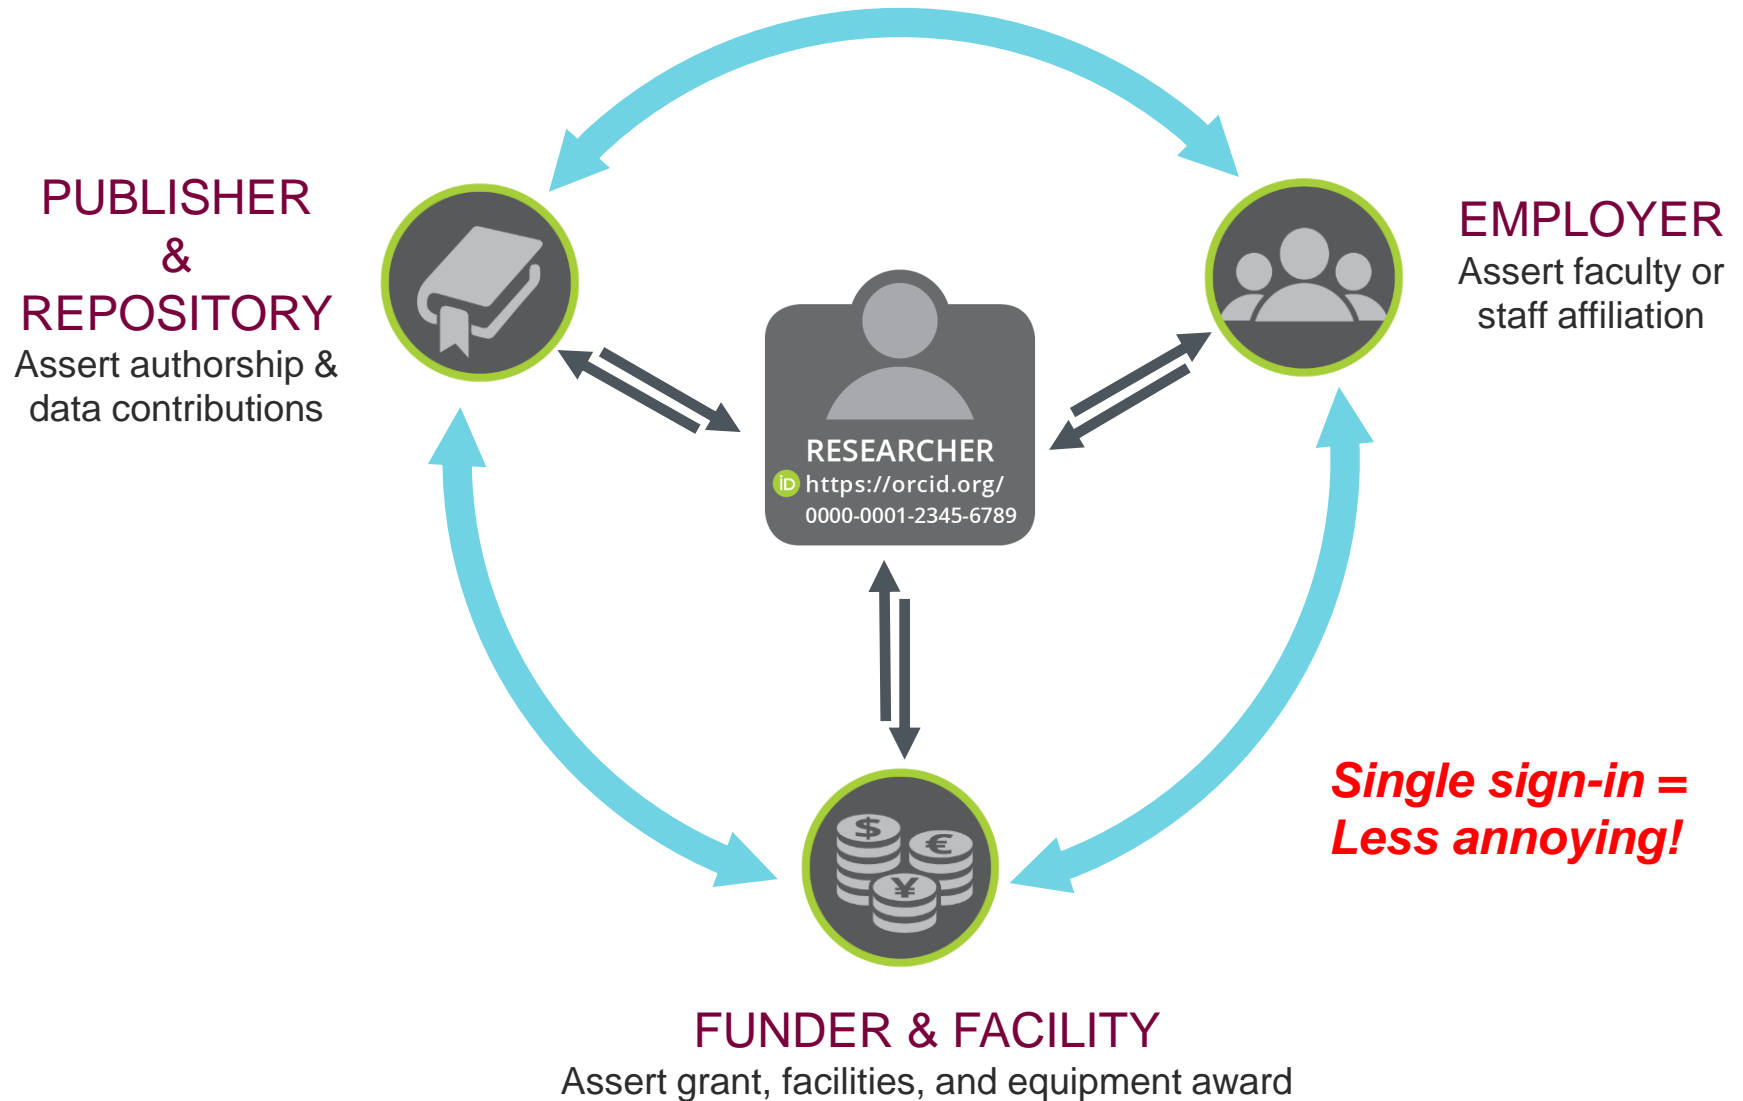 PUBLISHER
&
REPOSITORY
Assert authorship &
data contributions
EMPLOYER
Assert faculty or
staff affiliation
RESEARCHER
iD https://orcid.org/
0000-0001-2345-6789
$
€
¥
Single sign-in =
Less annoying!
FUNDER & FACILITY
Assert grant, facilities, and equipment award